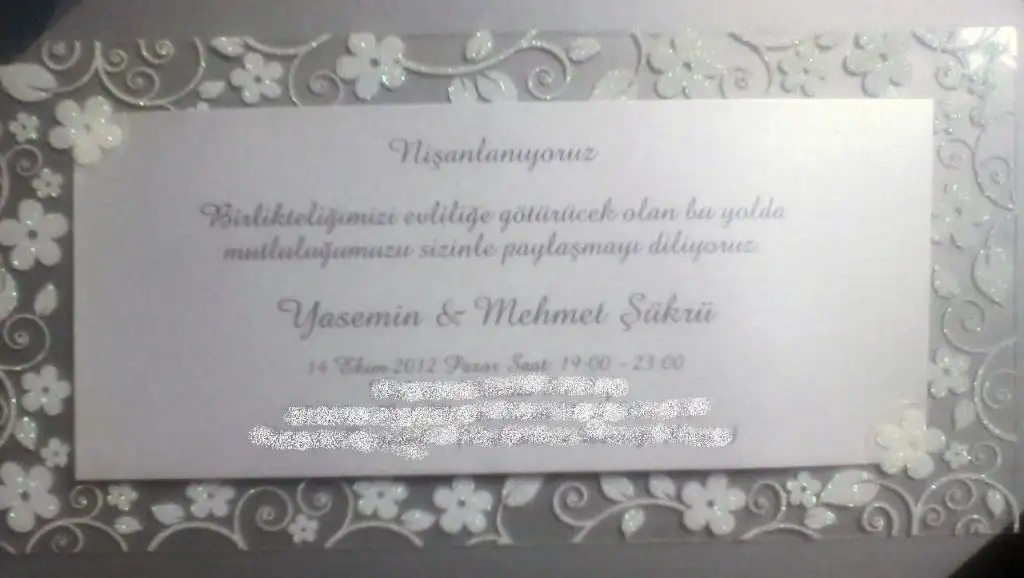 Nişanlanıyoruz
Birlikteliğimizi evliliğe götürücek olan bu yolda
mutluluğumuzu sizinle paylaşmayı diliyoruz.
Yasemin & Mehmet Şükrü
14 Ekim 2012 Pazar Saat: 19:00 - 23:00